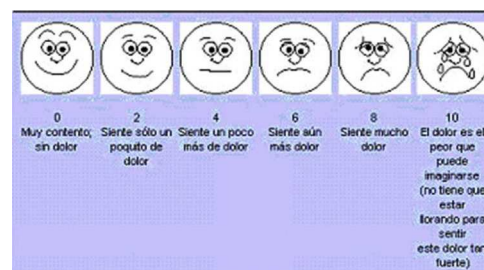 0 2 4 6 8 10
Muy contento; Siente sólo un Siente un poco Siente aún Siente mucho El dolor es el
sin dolor poquito de más de dolor más dolor dolor peor que
dolor puede
imaginarse
(no tiene que
estar
llorando para
sentir
este dolor tan
fuerte)